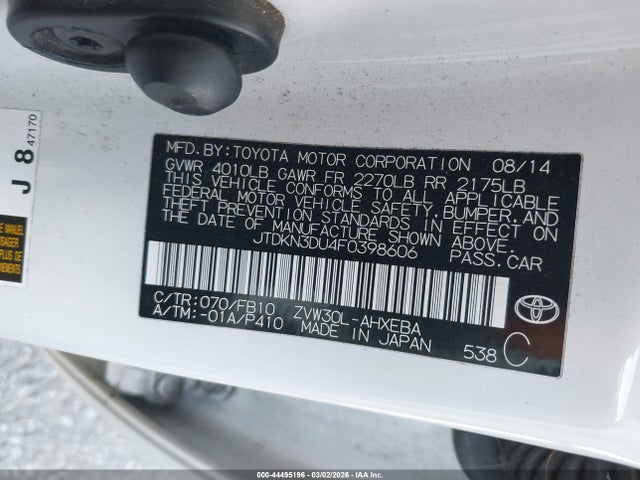 MFD. BY: TOYOTA MOTOR CORPORATION 08/14
GVWR 4010LB GAWR FR 2270LB RR 2175LB
THIS VEHICLE CONFORMS TO ALL APPLICABLE
FEDERAL MOTOR VEHICLE SAFETY, BUMPER, AND
THEFT PREVENTION STANDARDS IN EFFECT ON
THE DATE OF MANUFACTURE SHOWN ABOVE.
JTDKN3DU4F0398606 PASS.CAR
C/TR: 070/FB10 ZVW30L-AHXEBA
A/TM: -01A/P410 MADE IN JAPAN
538 C
J 8 47170
000-44495196 - 03/02/2026 - IAAI CANADA